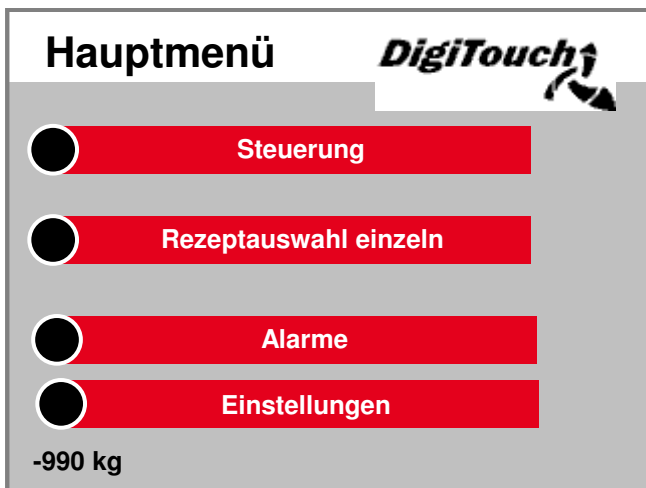 Hauptmenü
DigiTouch
Steuerung
Rezeptauswahl einzeln
Alarme
Einstellungen
-990 kg